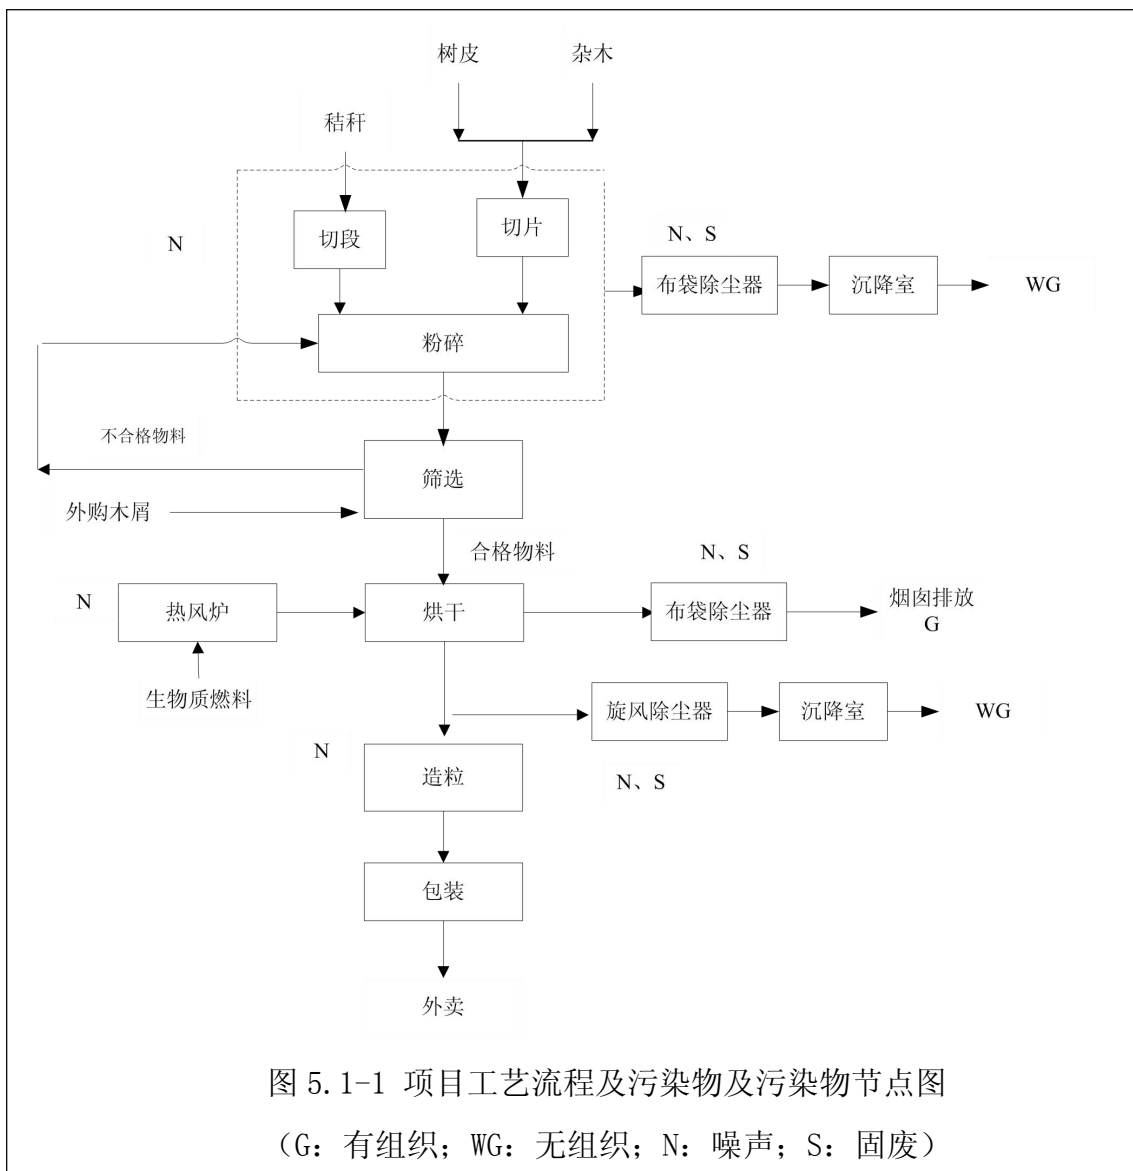 树皮
杂木
秸秆
切段
切片
N
N、S
布袋除尘器
沉降室
WG
粉碎
不合格物料
筛选
外购木屑
合格物料
N、S
N
热风炉
烘干
布袋除尘器
烟囱排放
G
生物质燃料
旋风除尘器
沉降室
WG
N
造粒
N、S
包装
外卖
图 5.1-1 项目工艺流程及污染物及污染物节点图
（G：有组织；WG：无组织；N：噪声；S：固废）